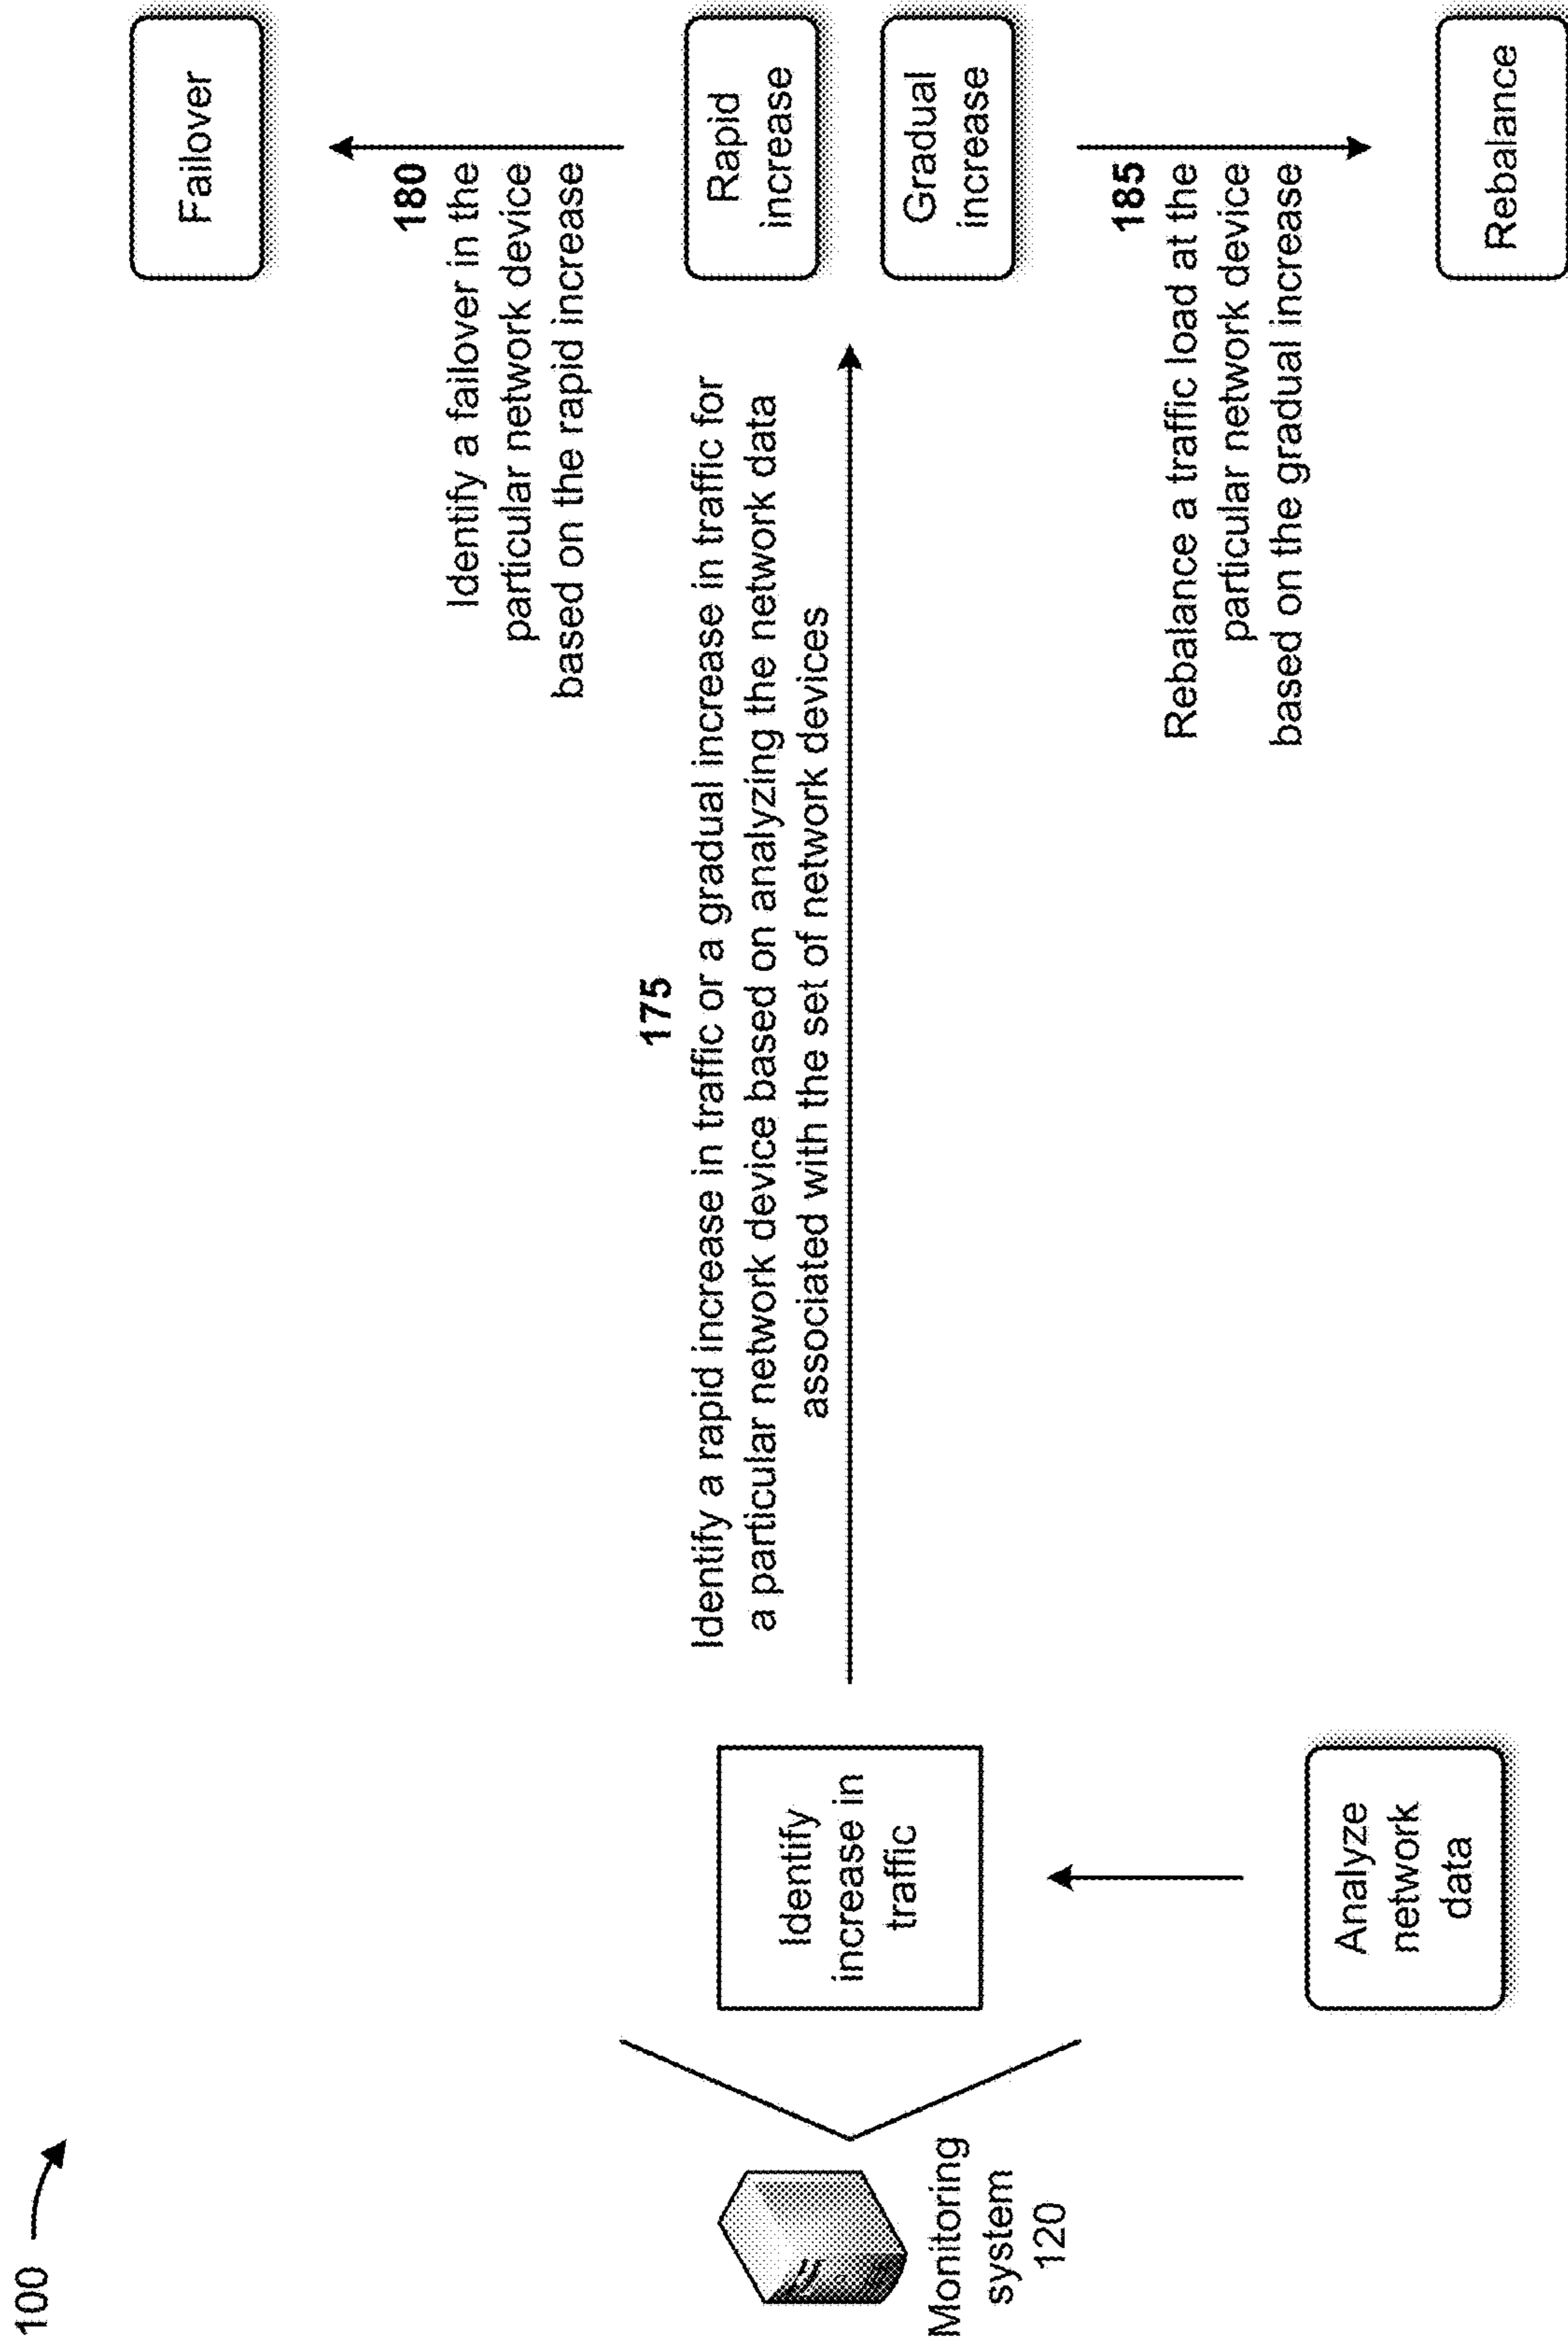 100
Monitoring
system
120
Identify
increase in
traffic
Analyze
network
data
175
Identify a rapid increase in traffic or a gradual increase in traffic for
a particular network device based on analyzing the network data
associated with the set of network devices
Failover
180
Identify a failover in the
particular network device
based on the rapid increase
Rapid
increase
Gradual
increase
185
Rebalance a traffic load at the
particular network device
based on the gradual increase
Rebalance